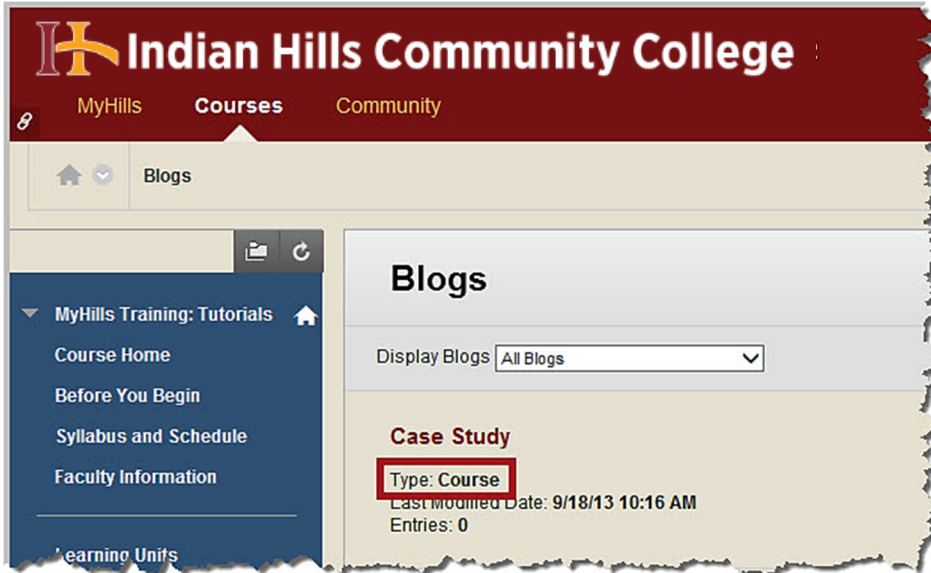 Indian Hills Community College
MyHills Courses Community
Blogs
MyHills Training: Tutorials
Course Home
Before You Begin
Syllabus and Schedule
Faculty Information
Learning Units
Blogs
Display Blogs All Blogs
Case Study
Type: Course
Last Modified Date: 9/18/13 10:16 AM
Entries: 0